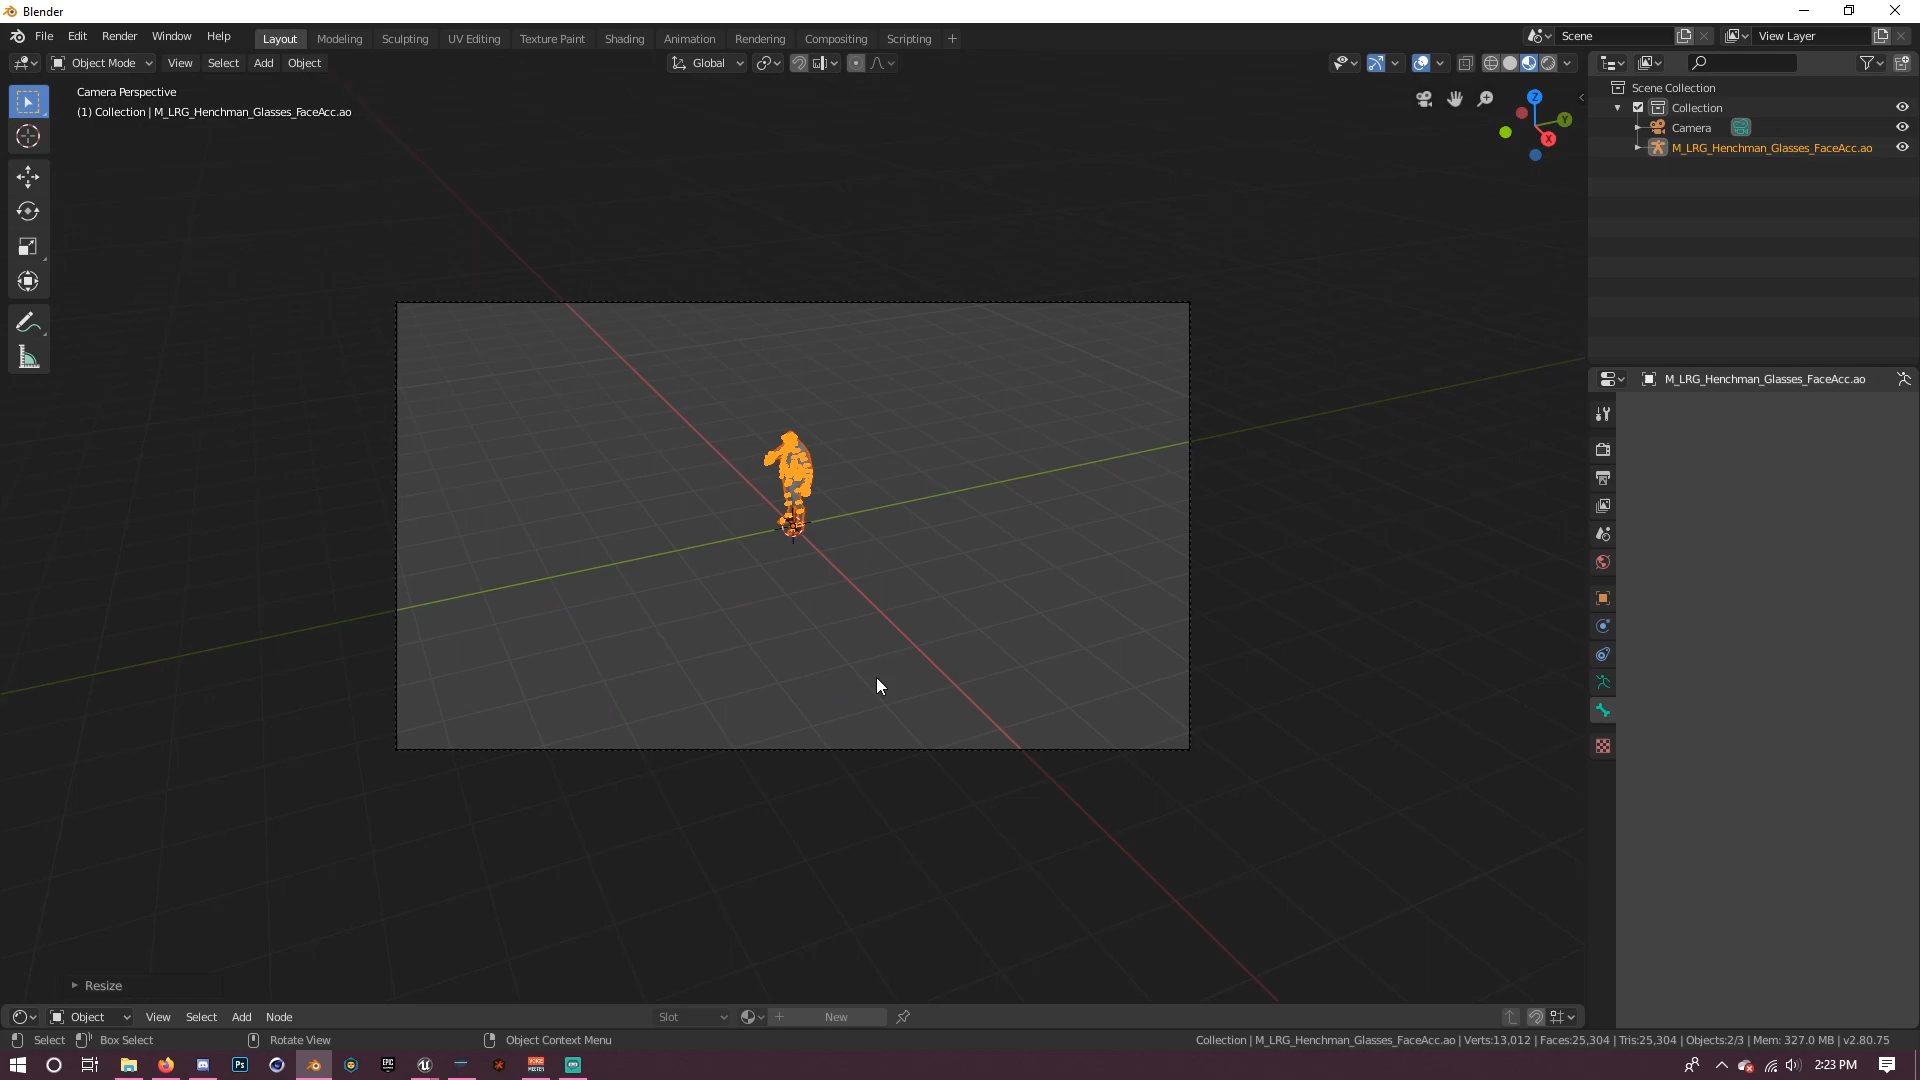 Blender
File Edit Render Window Help
Layout Modeling Sculpting UV Editing Texture Paint Shading Animation Rendering Compositing Scripting
Scene
View Layer
Object Mode View Select Add Object
Global
Camera Perspective
(1) Collection | M_LRG_Henchman_Glasses_FaceAcc.ao
Z
Y
X
Scene Collection
Collection
Camera
M_LRG_Henchman_Glasses_FaceAcc.ao
M_LRG_Henchman_Glasses_FaceAcc.ao
Resize
Object View Select Add Node
Slot
New
Select Box Select Rotate View Object Context Menu
Collection | M_LRG_Henchman_Glasses_FaceAcc.ao | Verts:13,012 | Faces:25,304 | Tris:25,304 | Objects:2/3 | Mem: 327.0 MB | v2.80.75
Ps
EPIC
2:23 PM